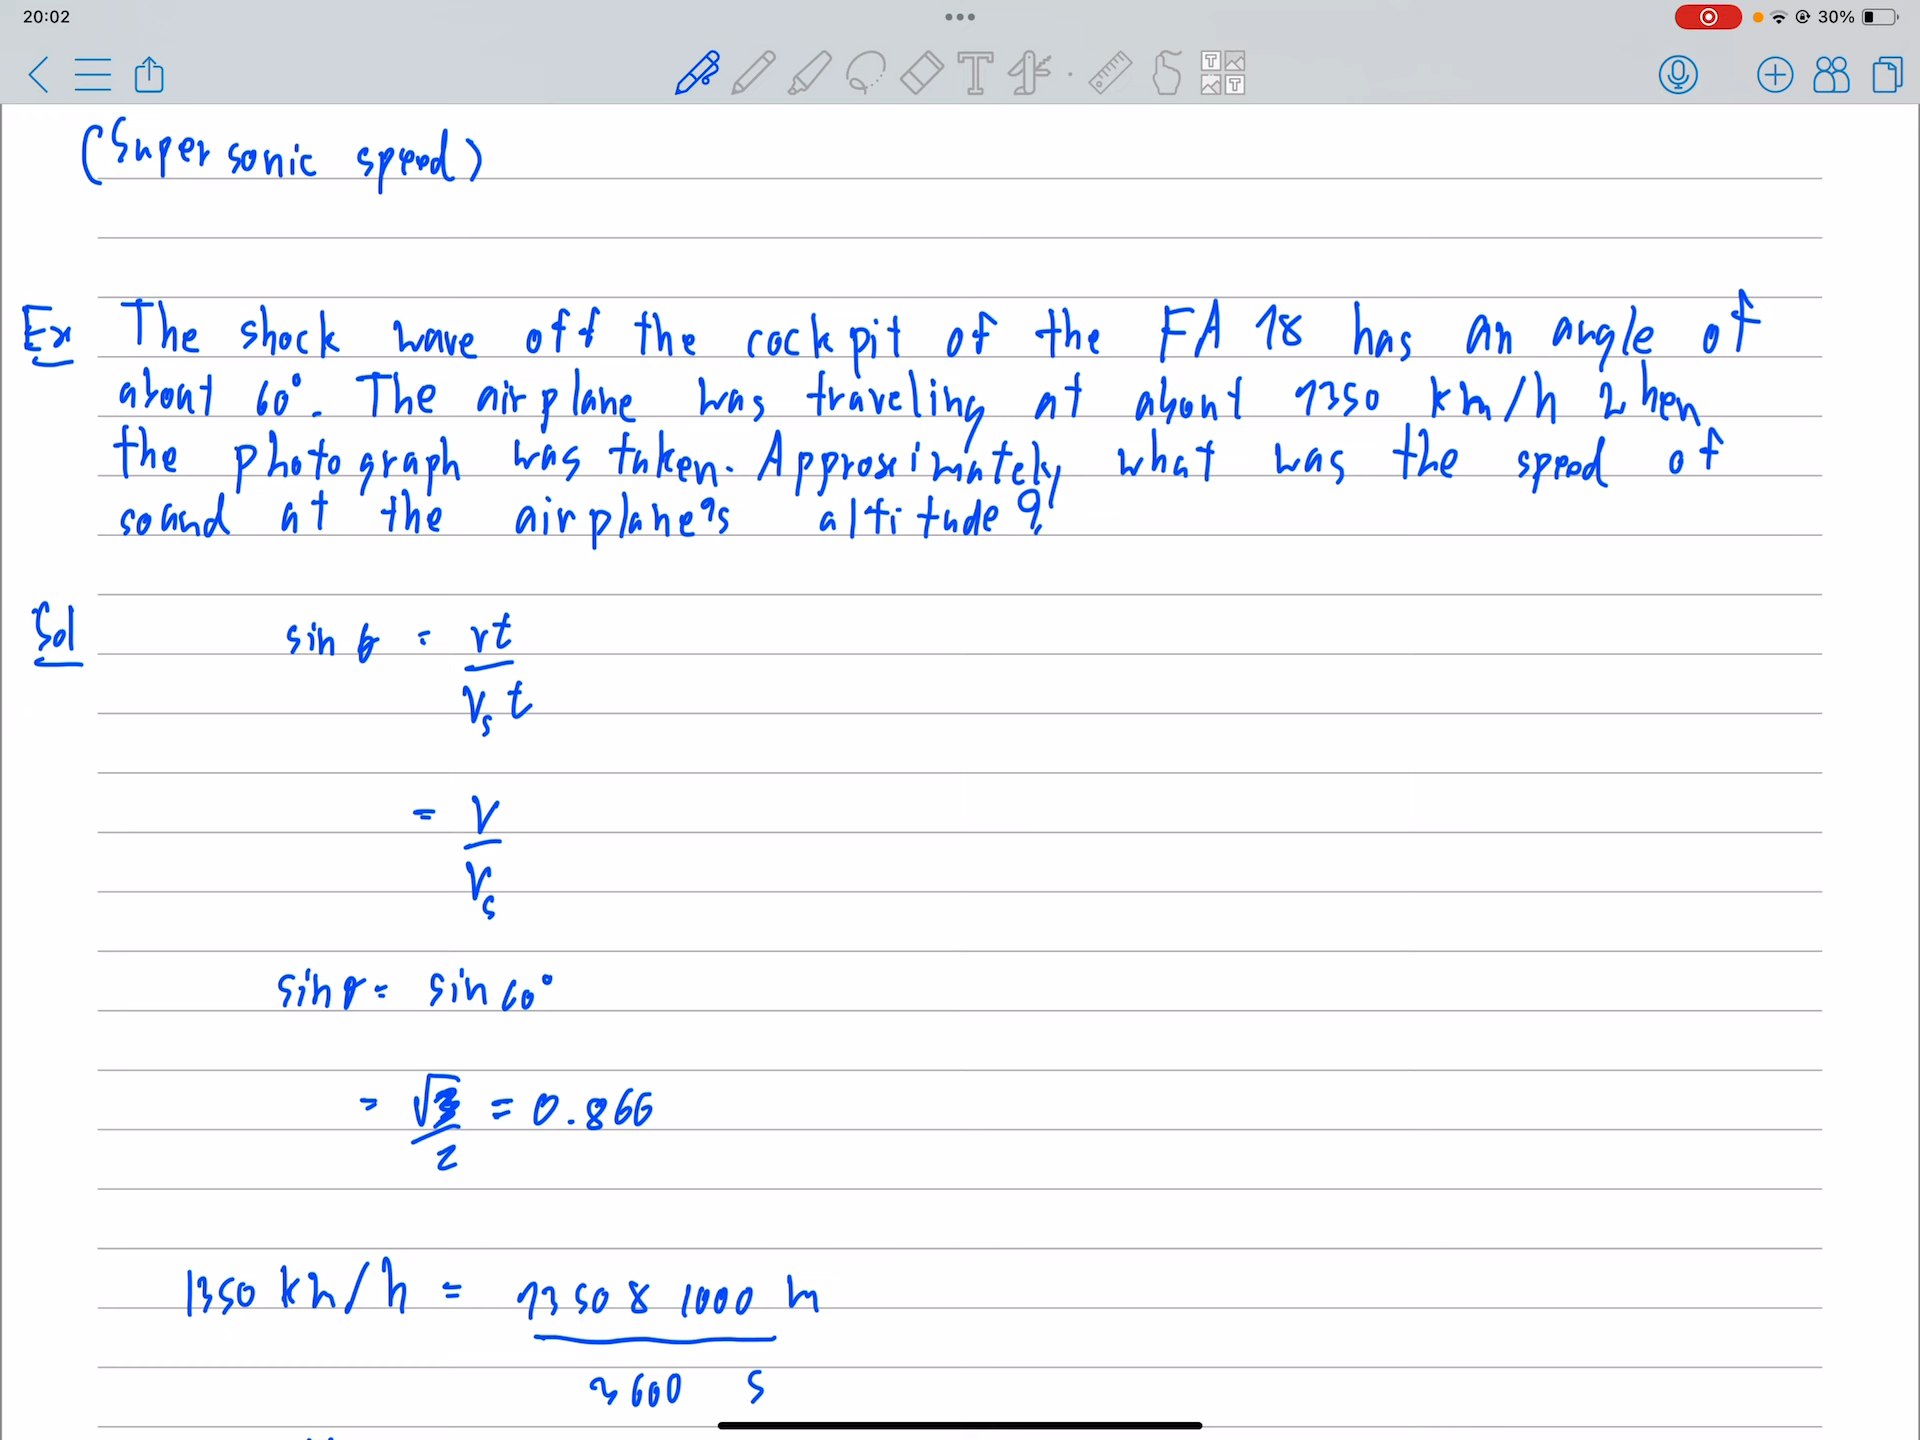 20:02
30%
(Supersonic speed)
Ex The shock wave off the cockpit of the FA 18 has an angle of
about 60°. The airplane was traveling at about 1350 km/h when
the photograph was taken. Approximately what was the speed of
sound at the airplane's altitude?
Sol sin θ = vt
vₛ t
= v
vₛ
sin θ = sin 60°
= √3 = 0.866
2
1350 km/h = 1350 x 1000 m
3600 s